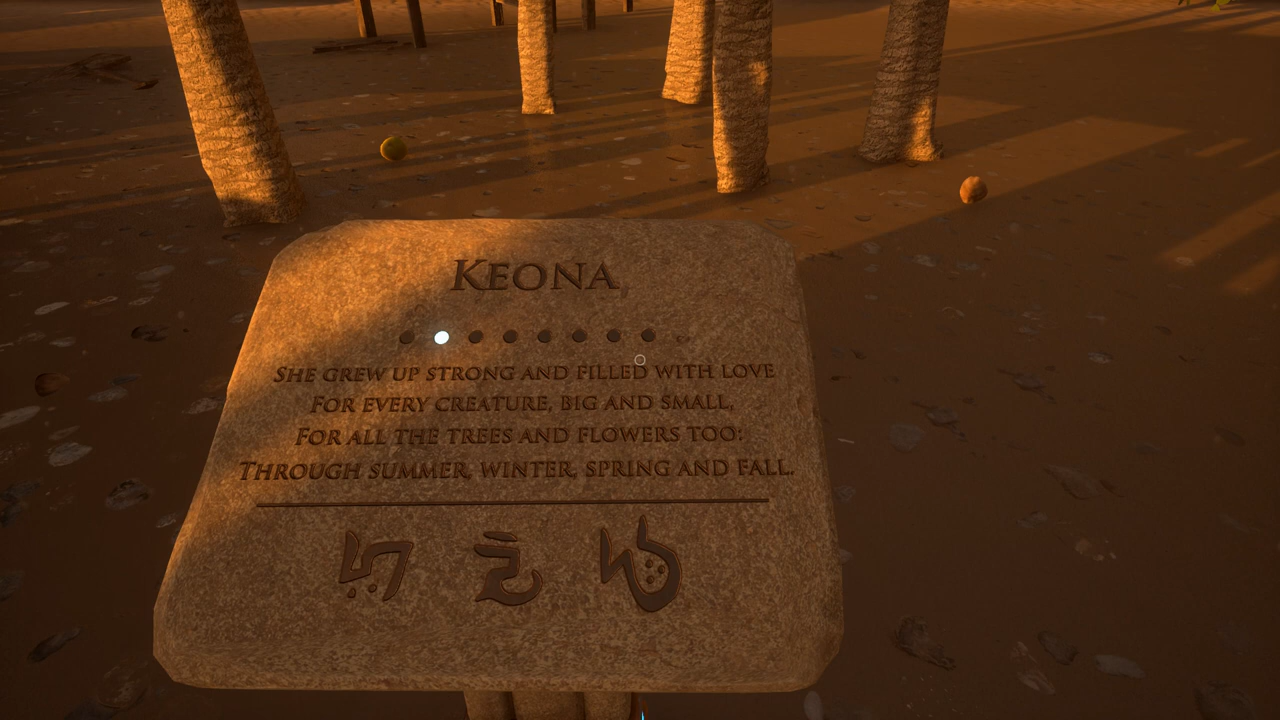 KEONA
SHE GREW UP STRONG AND FILLED WITH LOVE
FOR EVERY CREATURE, BIG AND SMALL,
FOR ALL THE TREES AND FLOWERS TOO:
THROUGH SUMMER, WINTER, SPRING AND FALL.